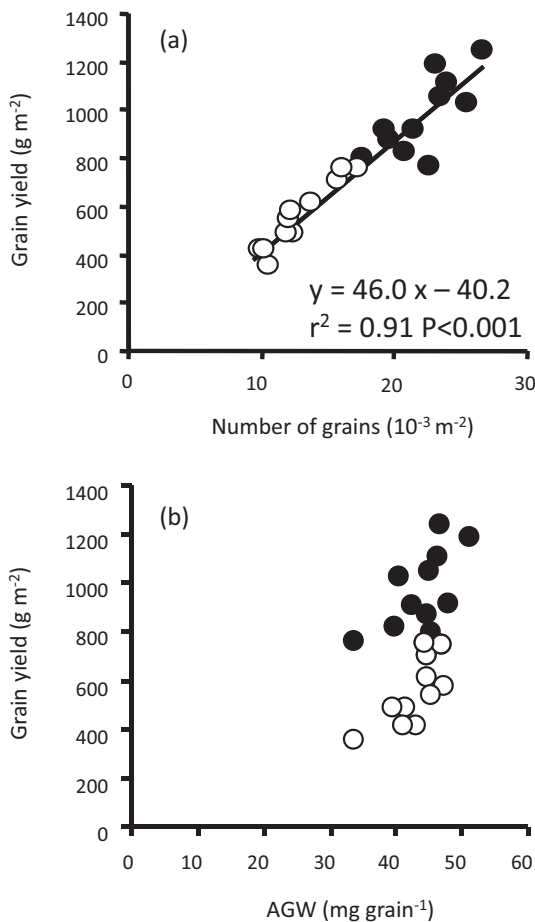 (a)
Grain yield (g m⁻²)
1400
1200
1000
800
600
400
200
0
y = 46.0 x – 40.2
r² = 0.91 P<0.001
0 10 20 30
Number of grains (10⁻³ m⁻²)
(b)
Grain yield (g m⁻²)
1400
1200
1000
800
600
400
200
0
0 10 20 30 40 50 60
AGW (mg grain⁻¹)